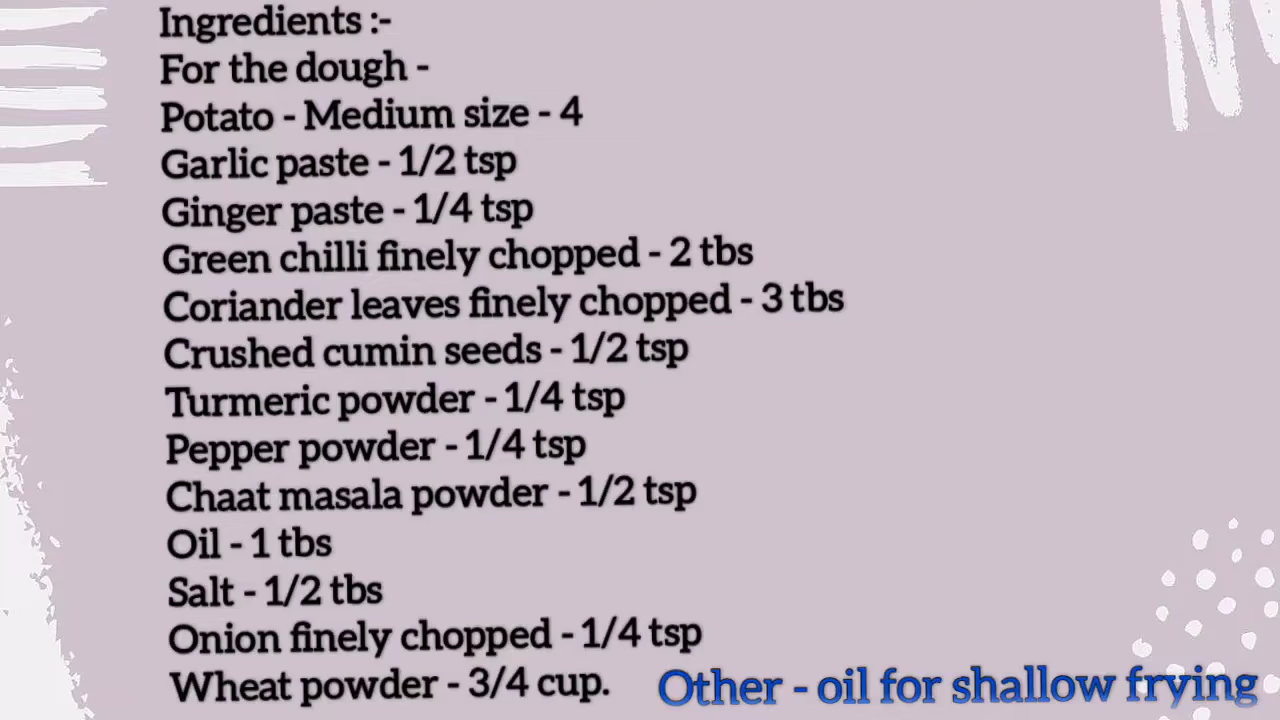 Ingredients :-
For the dough -
Potato - Medium size - 4
Garlic paste - 1/2 tsp
Ginger paste - 1/4 tsp
Green chilli finely chopped - 2 tbs
Coriander leaves finely chopped - 3 tbs
Crushed cumin seeds - 1/2 tsp
Turmeric powder - 1/4 tsp
Pepper powder - 1/4 tsp
Chaat masala powder - 1/2 tsp
Oil - 1 tbs
Salt - 1/2 tbs
Onion finely chopped - 1/4 tsp
Wheat powder - 3/4 cup.
Other - oil for shallow frying